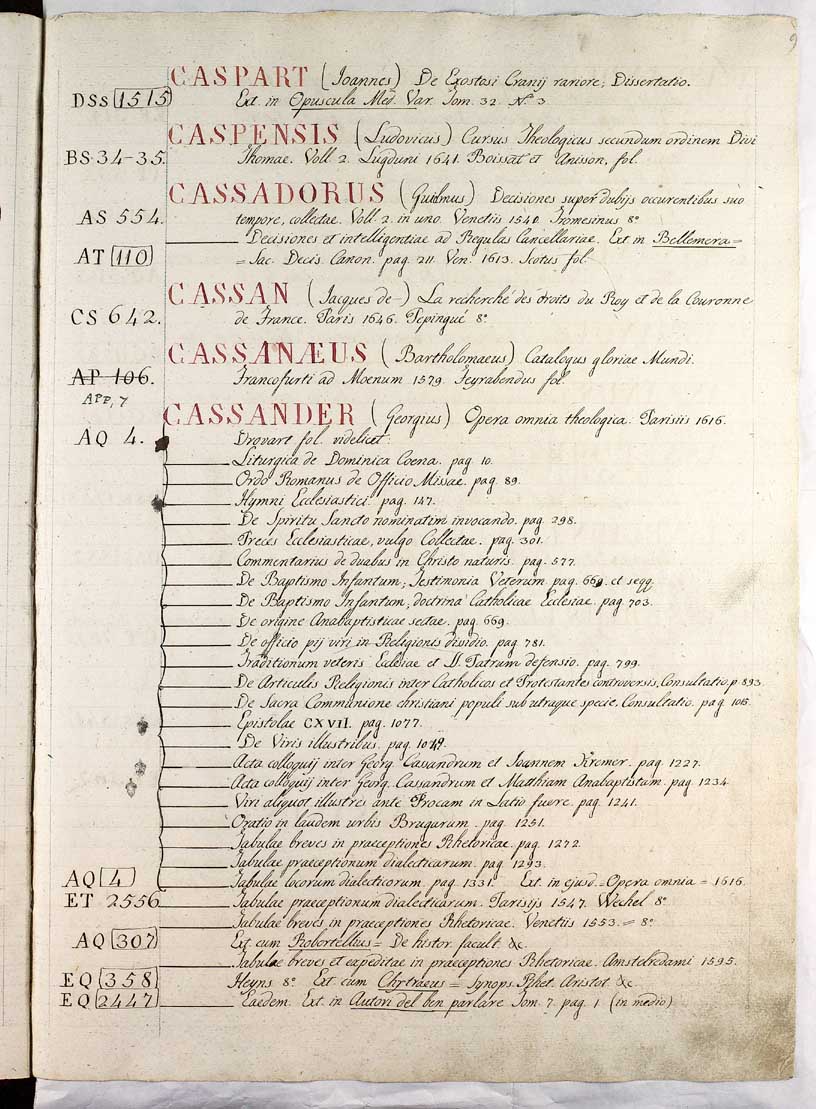 9
CASPART (Joannes) De Exostosi Cranij rariore; Dissertatio.
DSS 1515 Ext. in Opuscula Med. Var. Tom. 32. N.º 3
CASPENSIS (Ludovicus) Cursus Theologicus secundum ordinem Divi
BS 34-35. Thomae. Voll 2. Lugduni 1641. Boissat et Anisson, fol.
CASSADORUS (Guilmus) Decisiones super dubijs occurentibus suo
AS 554. tempore, collectae. Voll. 2. in uno. Venetiis 1540. Tromesinus 8º
Decisiones et intelligentiae ad Regulas Cancellariae. Ext in Bellemera=
AT 110 =Jac. Decis. Canon. pag. 211. Ven. 1613. Scotus fol.
CASSAN (Jacques de-) La recherché des droits du Roy et de la Couronne
CS 642. de France. Paris 1646. Pepingué 8º
CASSANÆUS (Bartholomaeus) Catalogus gloriae Mundi.
AP 106. Francofurti ad Moenum 1579. Feyrabendus fol.
APP, 7
CASSANDER (Georgius) Opera omnia theologica. Parisiis 1616.
AQ 4. Drovart fol. videlicet.
Liturgica de Dominica Coena. pag. 10.
Ordo Romanus de Officio Missae. pag. 89.
Hymni Ecclesiastici. pag. 147.
De Spiritu Sancto nominatim invocando. pag. 298.
Preces Ecclesiasticae, vulgo Collectae. pag. 301.
Commentarius de duabus in Christo naturis. pag. 577.
De Baptismo Infantum; Testimonia Veterum pag. 669. et seqq.
De Baptismo Infantum; doctrina Catholicae Eclesiae. pag. 703.
De origine Anabaptisticae sectae. pag. 669.
De officio pij viri in Religionis dividio. pag. 781.
Traditionum veteris Eclesiae et SS. Patrum defensio. pag. 799.
De Articulis Religionis inter Catholicos et Protestantes controversis, Consultatio. p. 893.
De Sacra Communione christiani populi sub utraque specie, Consultatio. pag.
Epistolae CXVII. pag. 1077.
De Viris illustribus. pag.
Acta colloquij inter Georg. Cassandrum et Joannem Kremer. pag. 1227.
Acta colloquij inter Georg. Cassandrum et Matthiam Anabaptistam. pag. 1234.
Viri aliquot illustres ante Procam in Latio fuere. pag. 1241.
Oratio in laudem urbis Brugarum. pag. 1251.
Tabulae breves in praeceptiones Rhetoricae. pag. 1272.
Tabulae praeceptionum dialecticarum. pag. 1293.
AQ 4 Tabulae locorum dialecticorum. pag. 1331. Ext. in ejusd. Opera omnia = 1616.
ET 2556 Tabulae praeceptionum dialecticarum. Parisijs 1547. Wechel 8º
Tabulae breves in praeceptiones Rhetoricae. Venetiis 1553. = 8º
AQ 307 Ext cum Robortellius = De histor. facult &c.
Tabulae breves et expeditae in praeceptiones Rhetoricae. Amstelredami 1595.
EQ 358 Heyns 8º. Ext cum Chytraeus = Synops. Rhet. Aristot &c
EQ 2447 Eaedem. Ext. in Autori del ben parlare Tom. 7. pag. 1. (in medio)